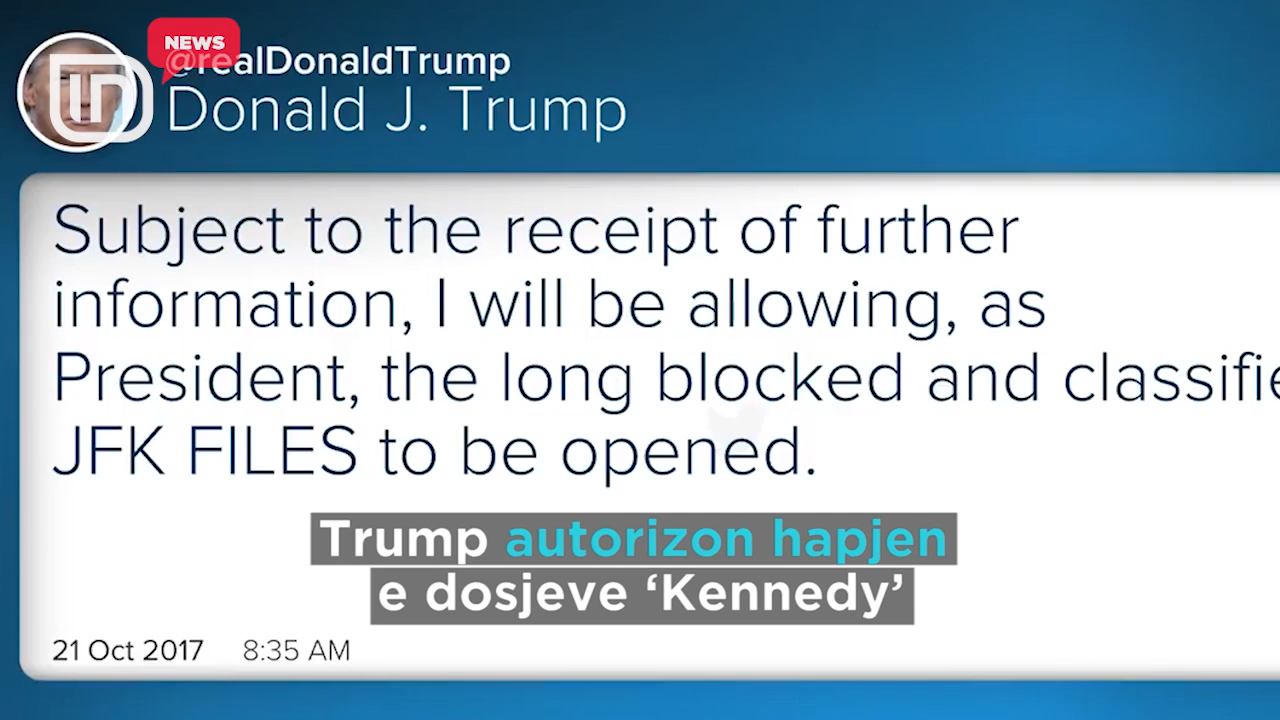 NEWS
@realDonaldTrump
Donald J. Trump
Subject to the receipt of further
information, I will be allowing, as
President, the long blocked and classifie
JFK FILES to be opened.
Trump autorizon hapjen
e dosjeve ‘Kennedy’
21 Oct 2017 8:35 AM